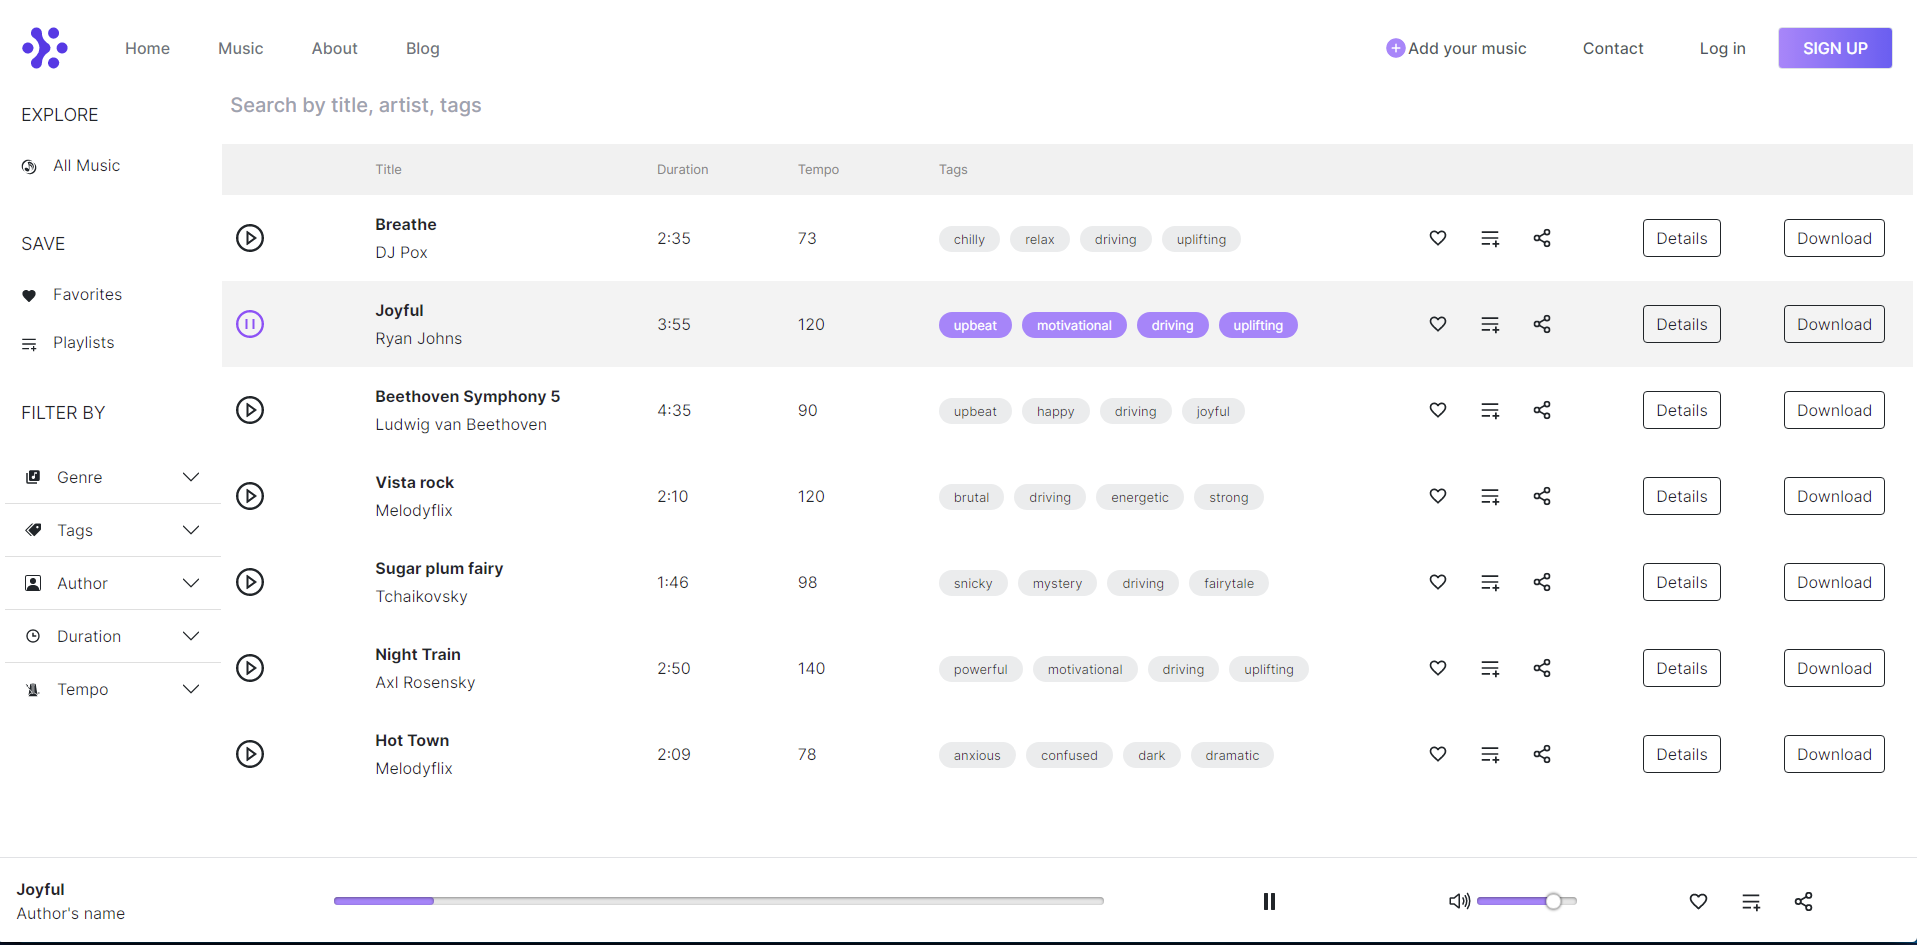 Home Music About Blog Add your music Contact Log in SIGN UP
EXPLORE
Search by title, artist, tags
All Music
SAVE
Favorites
Playlists
FILTER BY
Genre
Tags
Author
Duration
Tempo
Title Duration Tempo Tags
Breathe
DJ Pox
2:35 73 chilly relax driving uplifting Details Download
Joyful
Ryan Johns
3:55 120 upbeat motivational driving uplifting Details Download
Beethoven Symphony 5
Ludwig van Beethoven
4:35 90 upbeat happy driving joyful Details Download
Vista rock
Melodyflix
2:10 120 brutal driving energetic strong Details Download
Sugar plum fairy
Tchaikovsky
1:46 98 snicky mystery driving fairytale Details Download
Night Train
Axl Rosensky
2:50 140 powerful motivational driving uplifting Details Download
Hot Town
Melodyflix
2:09 78 anxious confused dark dramatic Details Download
Joyful
Author's name